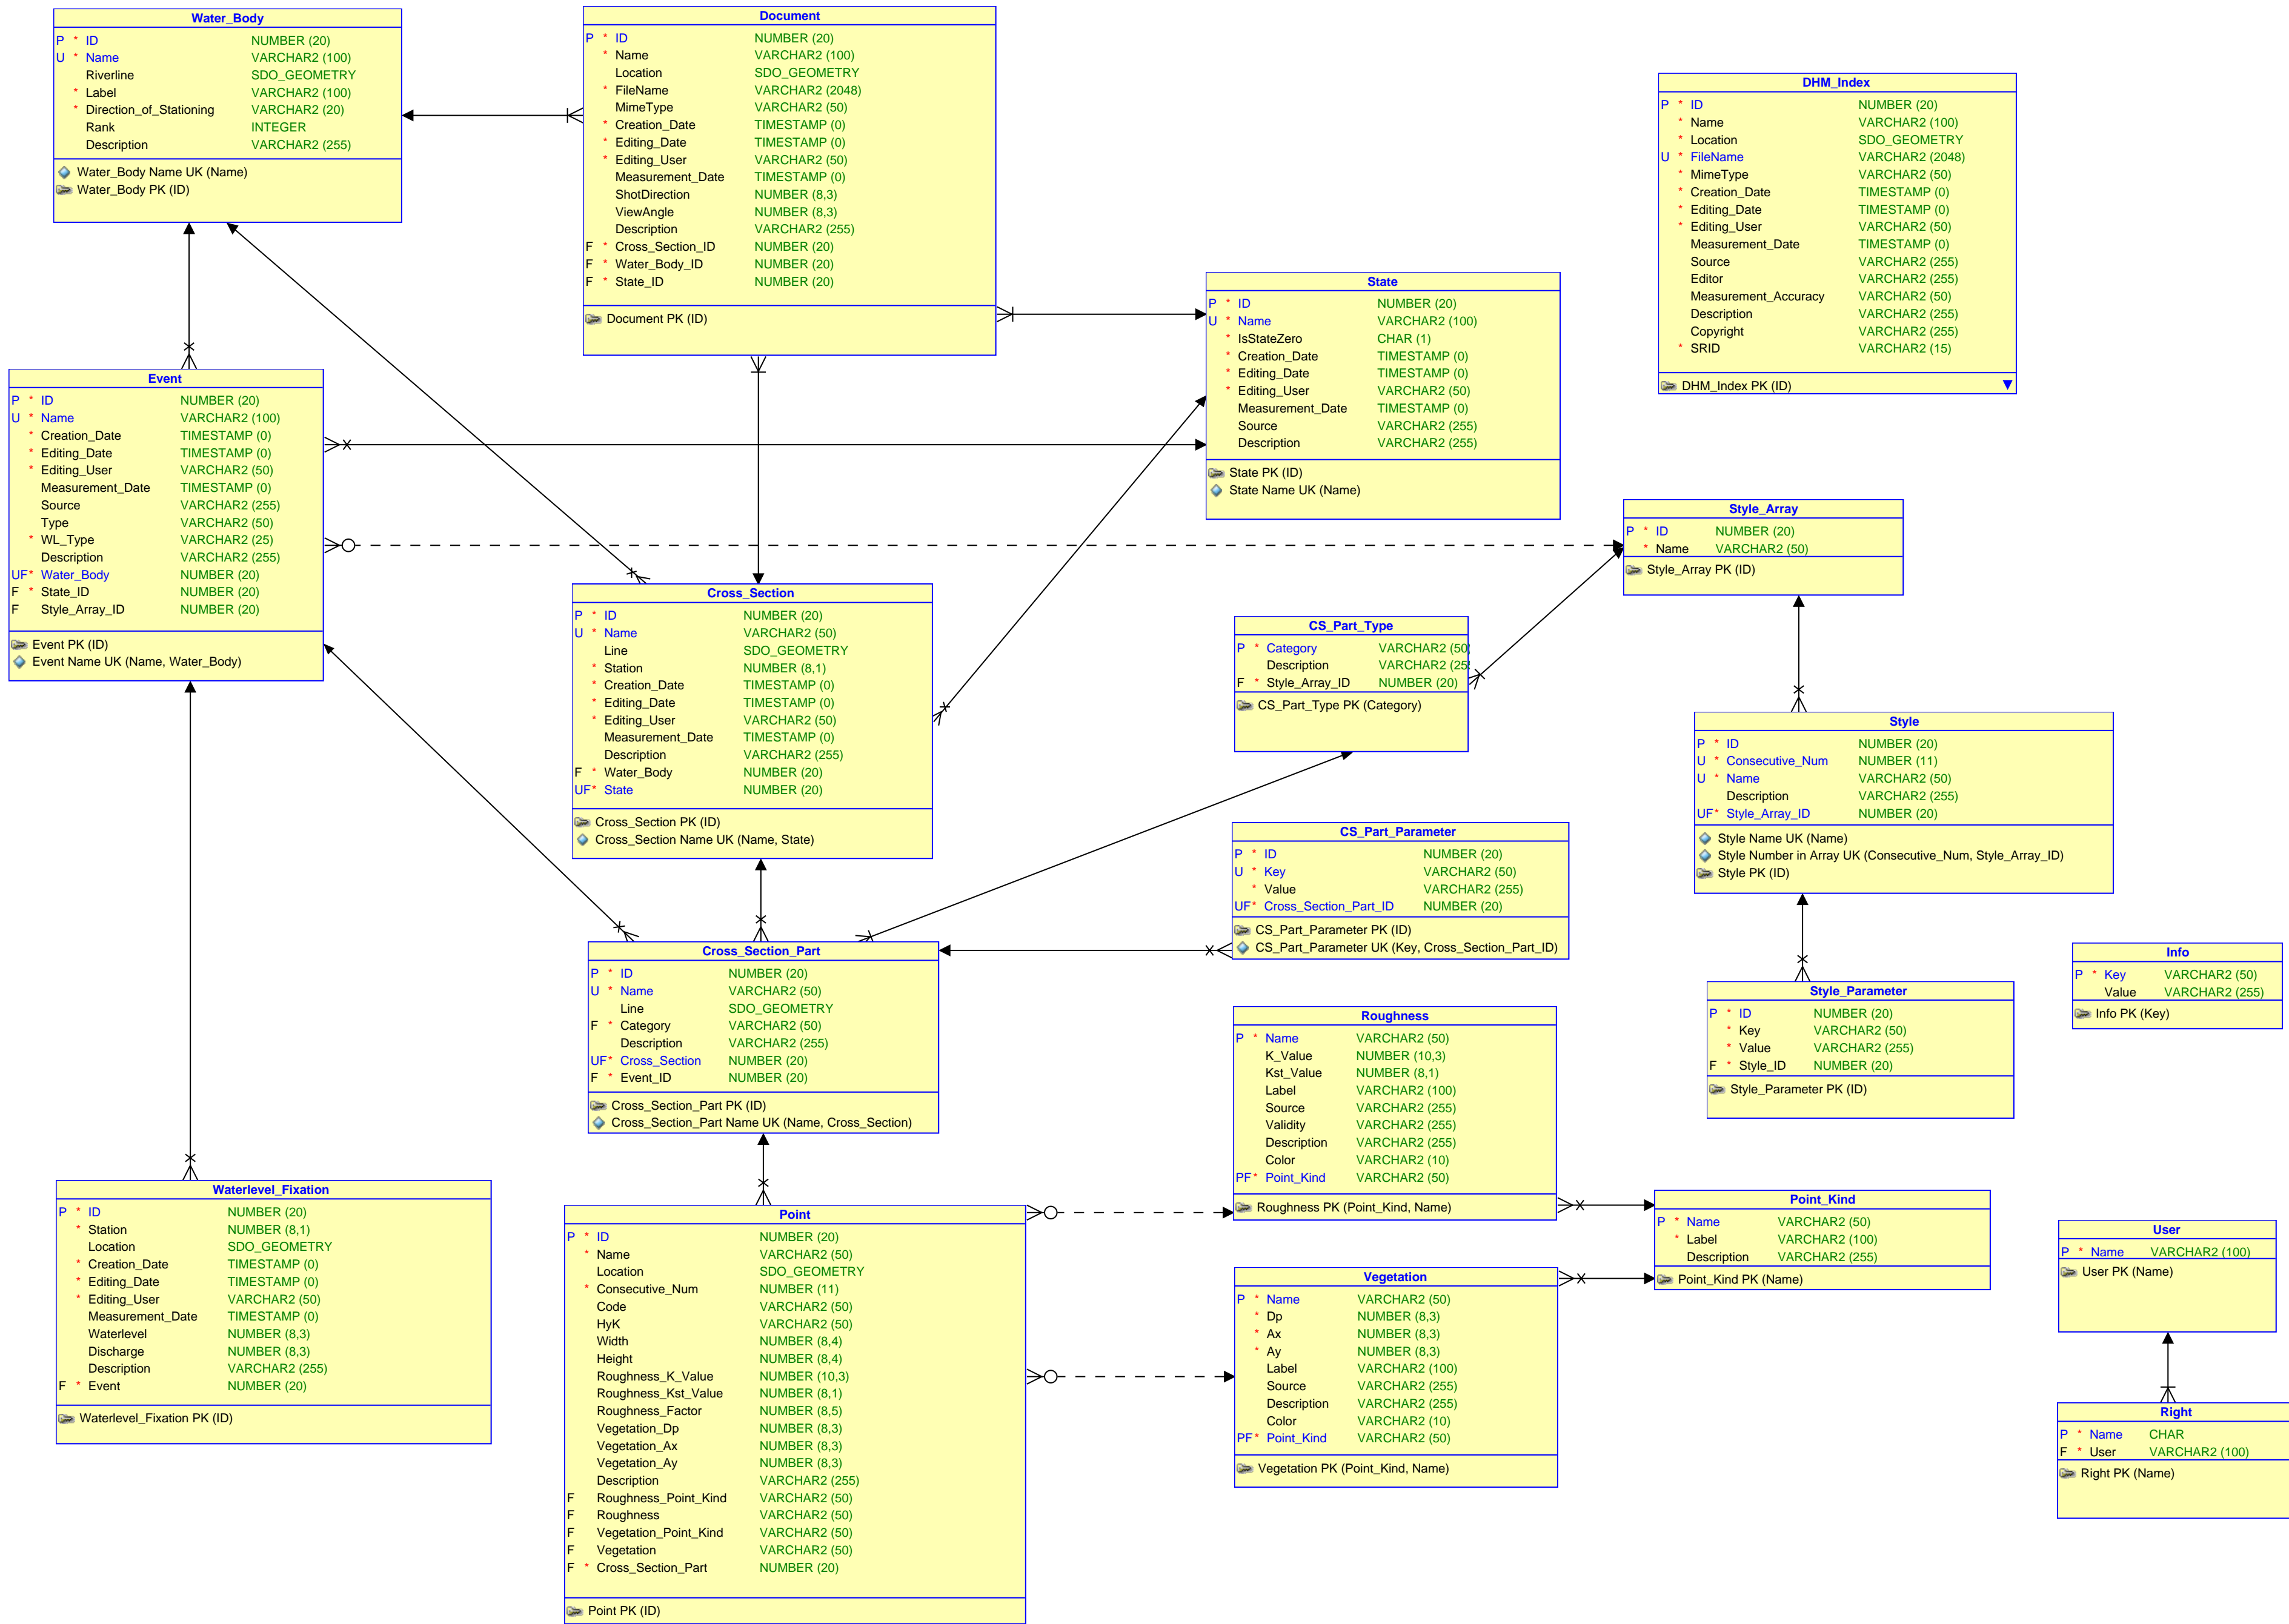 Water_Body
P * ID NUMBER (20)
U * Name VARCHAR2 (100)
Riverline SDO_GEOMETRY
* Label VARCHAR2 (100)
* Direction_of_Stationing VARCHAR2 (20)
Rank INTEGER
Description VARCHAR2 (255)
Water_Body Name UK (Name)
Water_Body PK (ID)
Document
P * ID NUMBER (20)
* Name VARCHAR2 (100)
Location SDO_GEOMETRY
* FileName VARCHAR2 (2048)
MimeType VARCHAR2 (50)
* Creation_Date TIMESTAMP (0)
* Editing_Date TIMESTAMP (0)
* Editing_User VARCHAR2 (50)
Measurement_Date TIMESTAMP (0)
ShotDirection NUMBER (8,3)
ViewAngle NUMBER (8,3)
Description VARCHAR2 (255)
F * Cross_Section_ID NUMBER (20)
F * Water_Body_ID NUMBER (20)
F * State_ID NUMBER (20)
Document PK (ID)
DHM_Index
P * ID NUMBER (20)
* Name VARCHAR2 (100)
* Location SDO_GEOMETRY
U * FileName VARCHAR2 (2048)
* MimeType VARCHAR2 (50)
* Creation_Date TIMESTAMP (0)
* Editing_Date TIMESTAMP (0)
* Editing_User VARCHAR2 (50)
Measurement_Date TIMESTAMP (0)
Source VARCHAR2 (255)
Editor VARCHAR2 (255)
Measurement_Accuracy VARCHAR2 (50)
Description VARCHAR2 (255)
Copyright VARCHAR2 (255)
* SRID VARCHAR2 (15)
DHM_Index PK (ID)
State
P * ID NUMBER (20)
U * Name VARCHAR2 (100)
* IsStateZero CHAR (1)
* Creation_Date TIMESTAMP (0)
* Editing_Date TIMESTAMP (0)
* Editing_User VARCHAR2 (50)
Measurement_Date TIMESTAMP (0)
Source VARCHAR2 (255)
Description VARCHAR2 (255)
State PK (ID)
State Name UK (Name)
Event
P * ID NUMBER (20)
U * Name VARCHAR2 (100)
* Creation_Date TIMESTAMP (0)
* Editing_Date TIMESTAMP (0)
* Editing_User VARCHAR2 (50)
Measurement_Date TIMESTAMP (0)
Source VARCHAR2 (255)
Type VARCHAR2 (50)
* WL_Type VARCHAR2 (25)
Description VARCHAR2 (255)
UF* Water_Body NUMBER (20)
F * State_ID NUMBER (20)
F Style_Array_ID NUMBER (20)
Event PK (ID)
Event Name UK (Name, Water_Body)
Style_Array
P * ID NUMBER (20)
* Name VARCHAR2 (50)
Style_Array PK (ID)
Cross_Section
P * ID NUMBER (20)
U * Name VARCHAR2 (50)
Line SDO_GEOMETRY
* Station NUMBER (8,1)
* Creation_Date TIMESTAMP (0)
* Editing_Date TIMESTAMP (0)
* Editing_User VARCHAR2 (50)
Measurement_Date TIMESTAMP (0)
Description VARCHAR2 (255)
F * Water_Body NUMBER (20)
UF* State NUMBER (20)
Cross_Section PK (ID)
Cross_Section Name UK (Name, State)
CS_Part_Type
P * Category VARCHAR2 (50
Description VARCHAR2 (25
F * Style_Array_ID NUMBER (20)
CS_Part_Type PK (Category)
Style
P * ID NUMBER (20)
U * Consecutive_Num NUMBER (11)
U * Name VARCHAR2 (50)
Description VARCHAR2 (255)
UF* Style_Array_ID NUMBER (20)
Style Name UK (Name)
Style Number in Array UK (Consecutive_Num, Style_Array_ID)
Style PK (ID)
CS_Part_Parameter
P * ID NUMBER (20)
U * Key VARCHAR2 (50)
* Value VARCHAR2 (255)
UF* Cross_Section_Part_ID NUMBER (20)
CS_Part_Parameter PK (ID)
CS_Part_Parameter UK (Key, Cross_Section_Part_ID)
Cross_Section_Part
P * ID NUMBER (20)
U * Name VARCHAR2 (50)
Line SDO_GEOMETRY
F * Category VARCHAR2 (50)
Description VARCHAR2 (255)
UF* Cross_Section NUMBER (20)
F * Event_ID NUMBER (20)
Cross_Section_Part PK (ID)
Cross_Section_Part Name UK (Name, Cross_Section)
Info
P * Key VARCHAR2 (50)
Value VARCHAR2 (255)
Info PK (Key)
Style_Parameter
P * ID NUMBER (20)
* Key VARCHAR2 (50)
* Value VARCHAR2 (255)
F * Style_ID NUMBER (20)
Style_Parameter PK (ID)
Roughness
P * Name VARCHAR2 (50)
K_Value NUMBER (10,3)
Kst_Value NUMBER (8,1)
Label VARCHAR2 (100)
Source VARCHAR2 (255)
Validity VARCHAR2 (255)
Description VARCHAR2 (255)
Color VARCHAR2 (10)
PF* Point_Kind VARCHAR2 (50)
Roughness PK (Point_Kind, Name)
Waterlevel_Fixation
P * ID NUMBER (20)
* Station NUMBER (8,1)
Location SDO_GEOMETRY
* Creation_Date TIMESTAMP (0)
* Editing_Date TIMESTAMP (0)
* Editing_User VARCHAR2 (50)
Measurement_Date TIMESTAMP (0)
Waterlevel NUMBER (8,3)
Discharge NUMBER (8,3)
Description VARCHAR2 (255)
F * Event NUMBER (20)
Waterlevel_Fixation PK (ID)
Point
P * ID NUMBER (20)
* Name VARCHAR2 (50)
Location SDO_GEOMETRY
* Consecutive_Num NUMBER (11)
Code VARCHAR2 (50)
HyK VARCHAR2 (50)
Width NUMBER (8,4)
Height NUMBER (8,4)
Roughness_K_Value NUMBER (10,3)
Roughness_Kst_Value NUMBER (8,1)
Roughness_Factor NUMBER (8,5)
Vegetation_Dp NUMBER (8,3)
Vegetation_Ax NUMBER (8,3)
Vegetation_Ay NUMBER (8,3)
Description VARCHAR2 (255)
F Roughness_Point_Kind VARCHAR2 (50)
F Roughness VARCHAR2 (50)
F Vegetation_Point_Kind VARCHAR2 (50)
F Vegetation VARCHAR2 (50)
F * Cross_Section_Part NUMBER (20)
Point PK (ID)
Point_Kind
P * Name VARCHAR2 (50)
* Label VARCHAR2 (100)
Description VARCHAR2 (255)
Point_Kind PK (Name)
Vegetation
P * Name VARCHAR2 (50)
* Dp NUMBER (8,3)
* Ax NUMBER (8,3)
* Ay NUMBER (8,3)
Label VARCHAR2 (100)
Source VARCHAR2 (255)
Description VARCHAR2 (255)
Color VARCHAR2 (10)
PF* Point_Kind VARCHAR2 (50)
Vegetation PK (Point_Kind, Name)
User
P * Name VARCHAR2 (100)
User PK (Name)
Right
P * Name CHAR
F * User VARCHAR2 (100)
Right PK (Name)